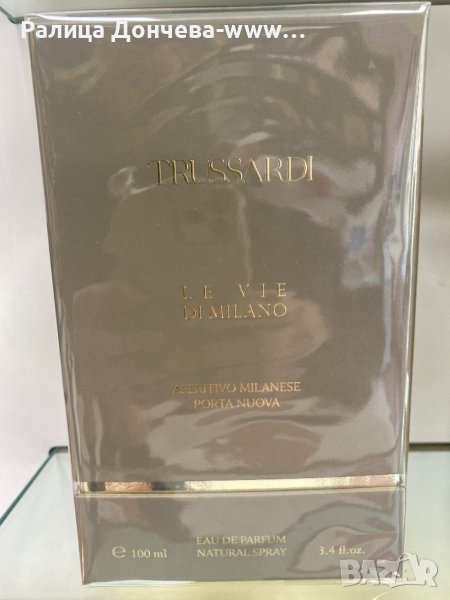 Ралица Дончева-www...
TRUSSARDI
LE VIE
DI MILANO
APERITIVO MILANESE
PORTA NUOVA
EAU DE PARFUM
℮ 100 ml NATURAL SPRAY 3.4 fl.oz.
BAZAR